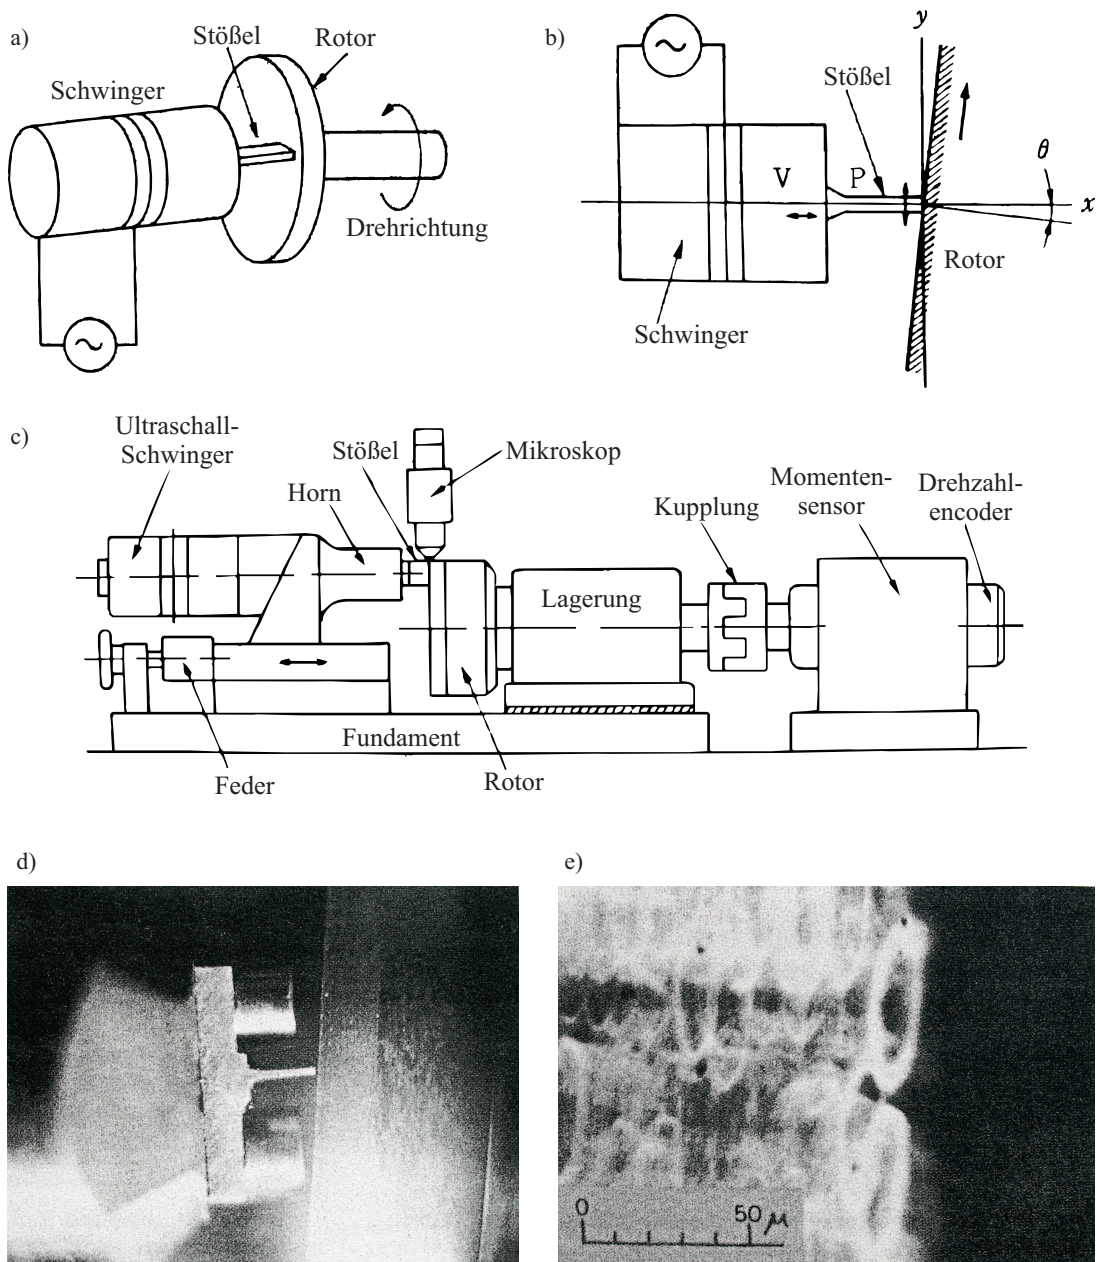 a)
Stößel
Rotor
Schwinger
Drehrichtung
b)
y
Stößel
V
P
θ
x
Rotor
Schwinger
c)
Ultraschall-
Schwinger
Stößel
Horn
Mikroskop
Kupplung
Momenten-
sensor
Drehzahl-
encoder
Lagerung
Fundament
Feder
Rotor
d)
e)
0
50 μ